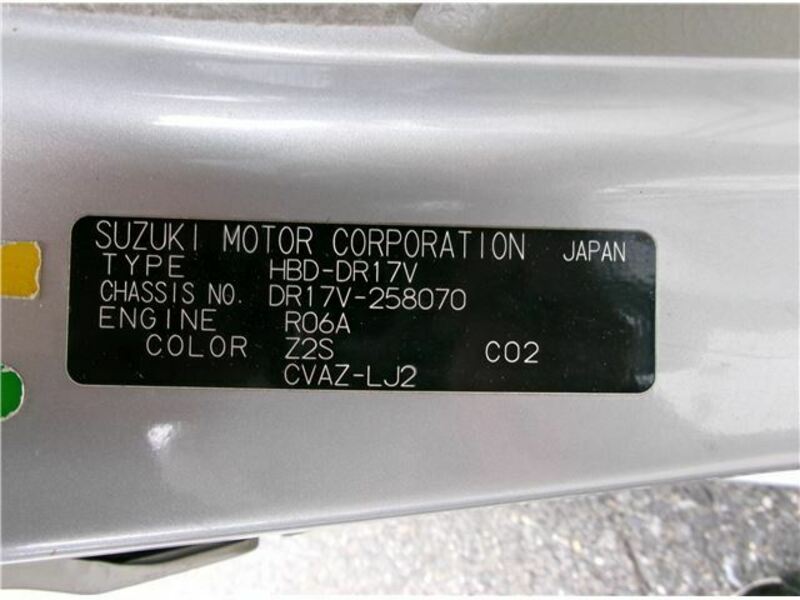 SUZUKI MOTOR CORPORATION JAPAN
TYPE HBD-DR17V
CHASSIS NO. DR17V-258070
ENGINE R06A
COLOR Z2S C02
CVAZ-LJ2